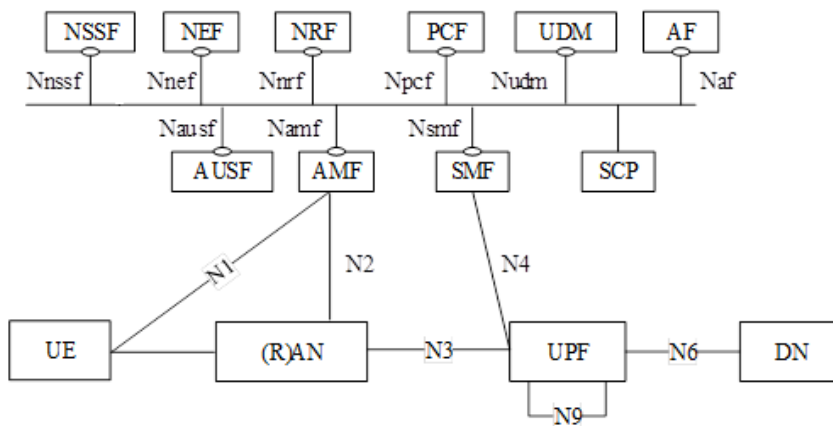 NSSF NEF NRF PCF UDM AF
Nnssf Nnef Nnrf Npcf Nudm Naf
Nausf Namf Nsmf
AUSF AMF SMF SCP
N1 N2 N4
UE (R)AN N3 UPF N6 DN
N9